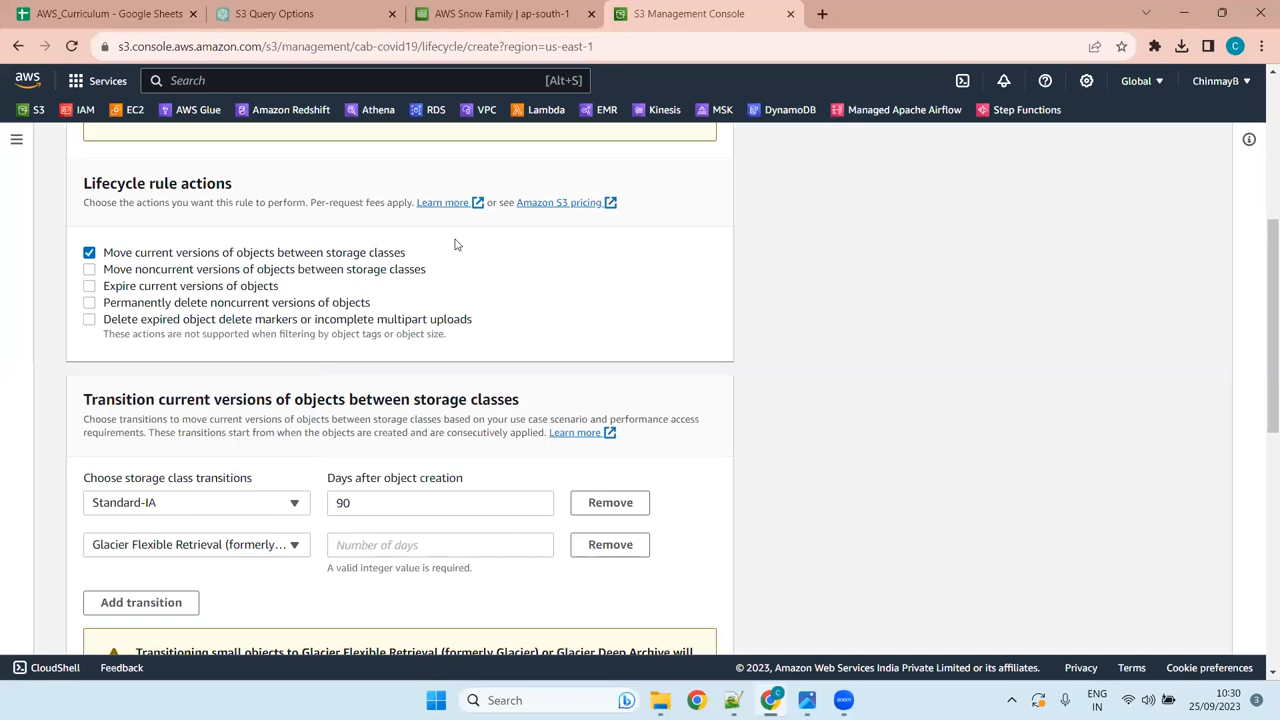 AWS_Curriculum - Google Sheets
S3 Query Options
AWS Snow Family | ap-south-1
S3 Management Console
s3.console.aws.amazon.com/s3/management/cab-covid19/lifecycle/create?region=us-east-1
C
aws
Services
Search
[Alt+S]
Global
ChinmayB
S3
IAM
EC2
AWS Glue
Amazon Redshift
Athena
RDS
VPC
Lambda
EMR
Kinesis
MSK
DynamoDB
Managed Apache Airflow
Step Functions
Lifecycle rule actions
Choose the actions you want this rule to perform. Per-request fees apply. Learn more or see Amazon S3 pricing
Move current versions of objects between storage classes
Move noncurrent versions of objects between storage classes
Expire current versions of objects
Permanently delete noncurrent versions of objects
Delete expired object delete markers or incomplete multipart uploads
These actions are not supported when filtering by object tags or object size.
Transition current versions of objects between storage classes
Choose transitions to move current versions of objects between storage classes based on your use case scenario and performance access
requirements. These transitions start from when the objects are created and are consecutively applied. Learn more
Choose storage class transitions
Days after object creation
Standard-IA
90
Remove
Glacier Flexible Retrieval (formerly...
Number of days
Remove
A valid integer value is required.
Add transition
Transitioning small objects to Glacier Flexible Retrieval (formerly Glacier) or Glacier Deep Archive will
CloudShell
Feedback
© 2023, Amazon Web Services India Private Limited or its affiliates.
Privacy
Terms
Cookie preferences
Search
C
zoom
ENG
IN
10:30
25/09/2023
3